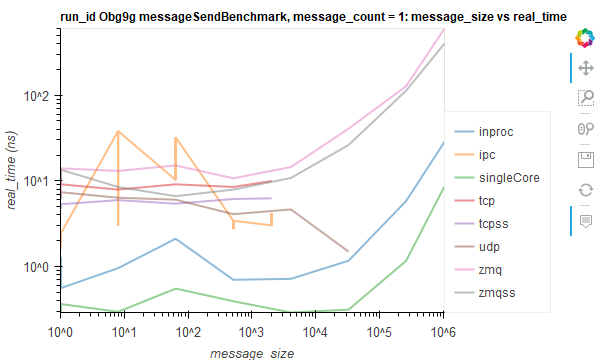 run_id Obg9g messageSendBenchmark, message_count = 1: message_size vs real_time
real_time (ns)
10^2
10^1
10^0
10^0
10^1
10^2
10^3
10^4
10^5
10^6
message_size
inproc
ipc
singleCore
tcp
tcpss
udp
zmq
zmqss